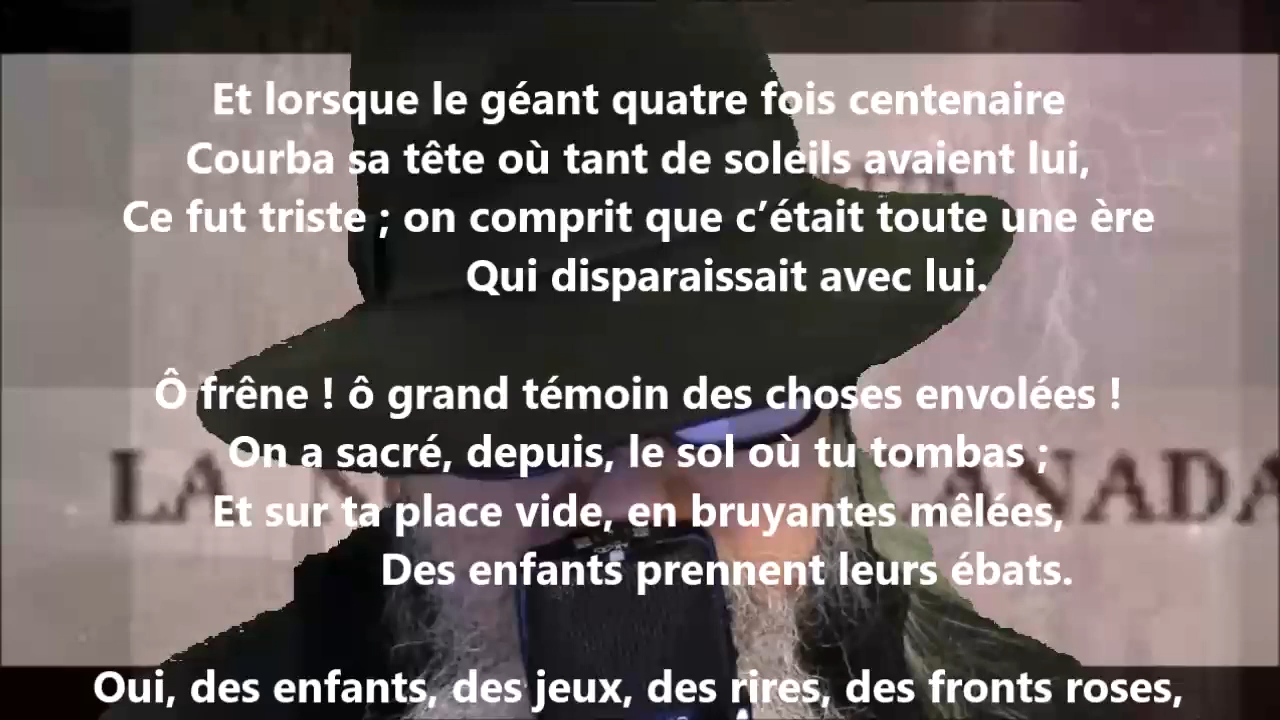 Et lorsque le géant quatre fois centenaire
Courba sa tête où tant de soleils avaient lui,
Ce fut triste ; on comprit que c’était toute une ère
Qui disparaissait avec lui.
Ô frêne ! ô grand témoin des choses envolées !
On a sacré, depuis, le sol où tu tombas ;
LA CANADA
Et sur ta place vide, en bruyantes mêlées,
Des enfants prennent leurs ébats.
Oui, des enfants, des jeux, des rires, des fronts roses,